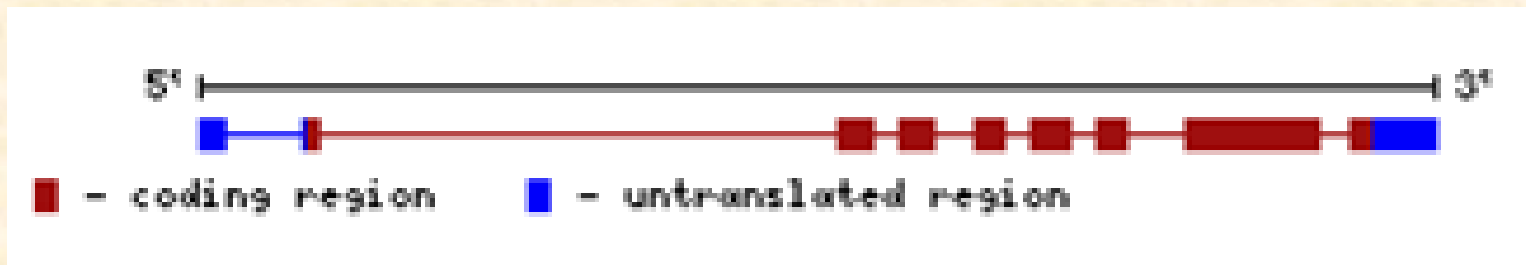 5' 3'
- coding region - untranslated region